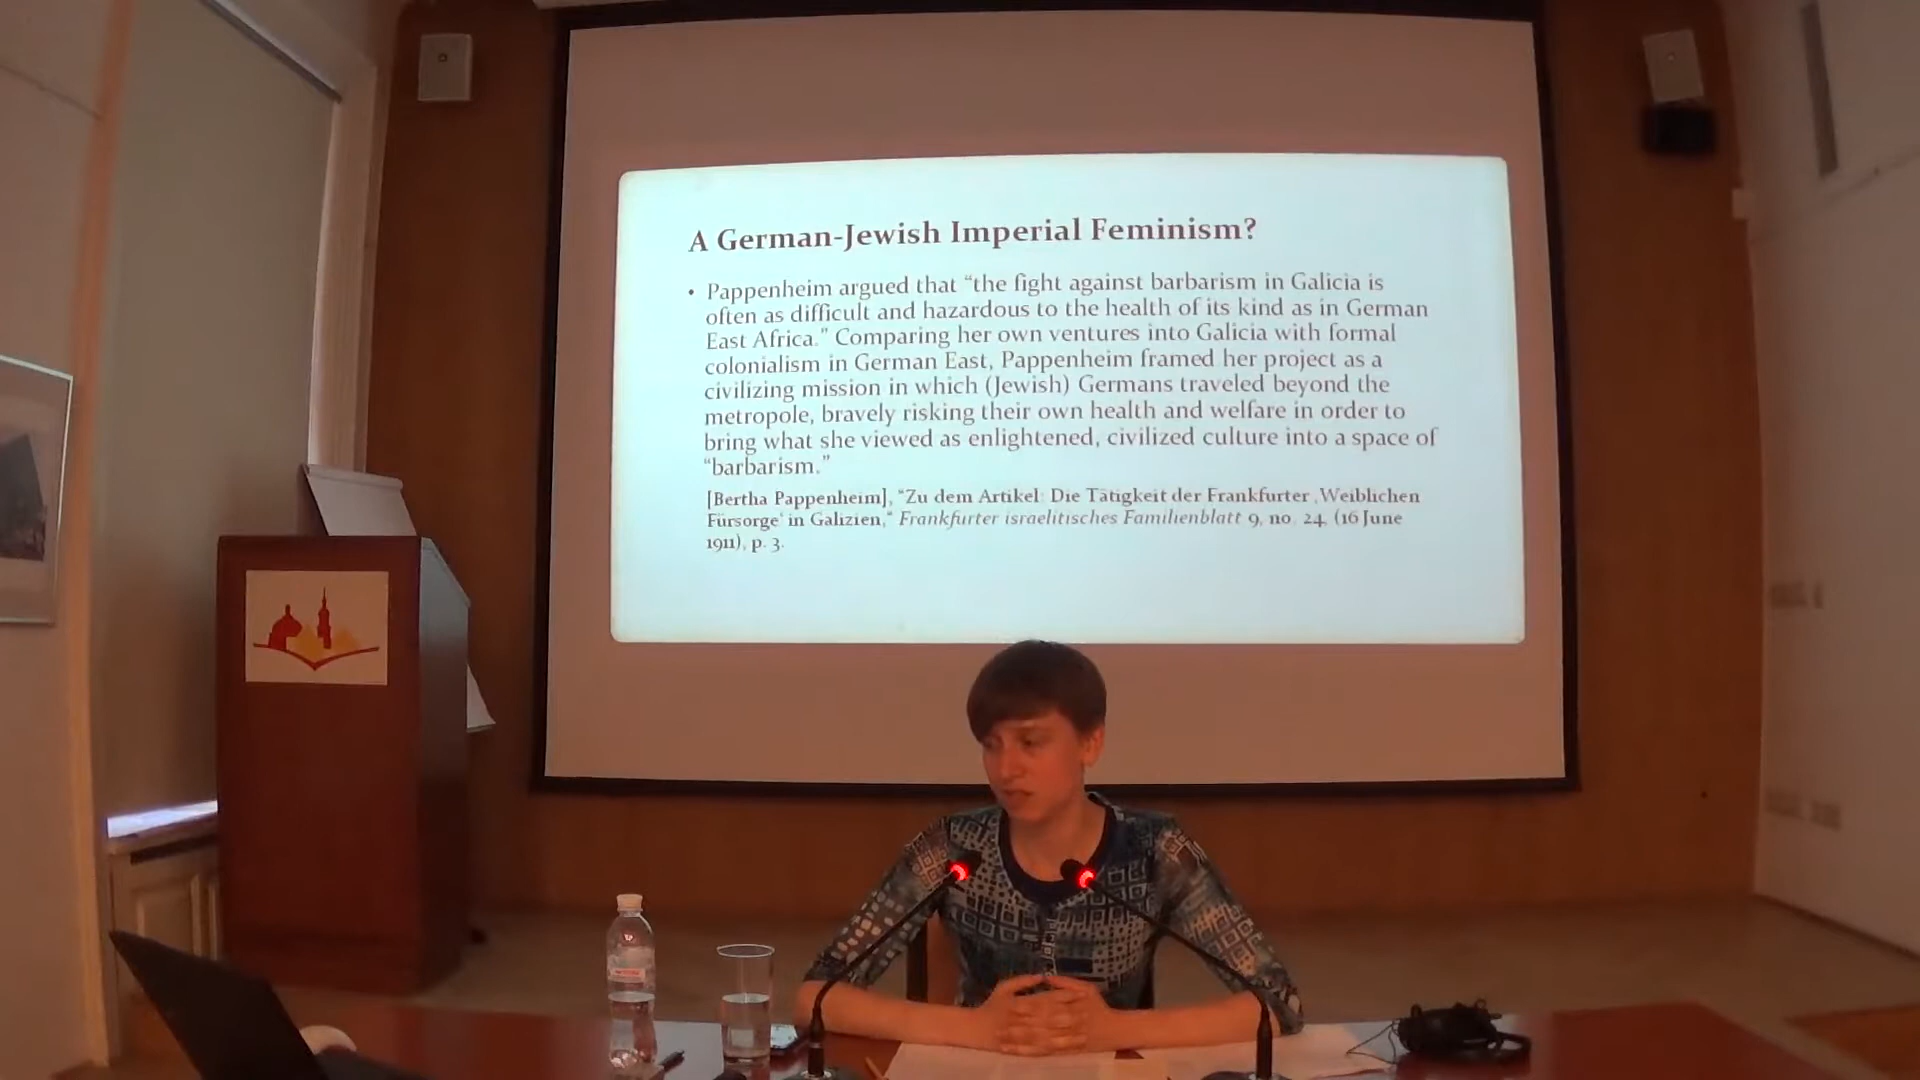 A German-Jewish Imperial Feminism?
• Pappenheim argued that “the fight against barbarism in Galicia is
often as difficult and hazardous to the health of its kind as in German
East Africa.” Comparing her own ventures into Galicia with formal
colonialism in German East, Pappenheim framed her project as a
civilizing mission in which (Jewish) Germans traveled beyond the
metropole, bravely risking their own health and welfare in order to
bring what she viewed as enlightened, civilized culture into a space of
“barbarism.”
[Bertha Pappenheim], “Zu dem Artikel: Die Tätigkeit der Frankfurter ‚Weiblichen
Fürsorge‘ in Galizien,“ Frankfurter israelitisches Familienblatt 9, no. 24, (16 June
1911), p. 3.